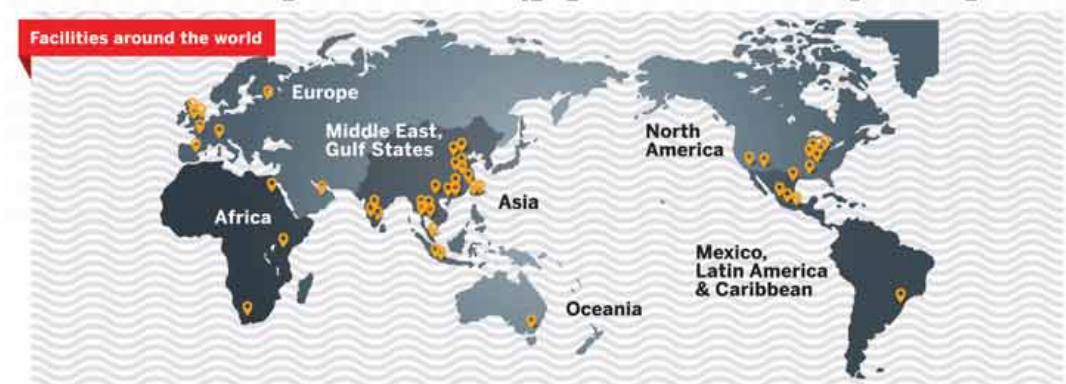 Facilities around the world
Europe
Middle East,
Gulf States
North
America
Asia
Africa
Mexico,
Latin America
& Caribbean
Oceania